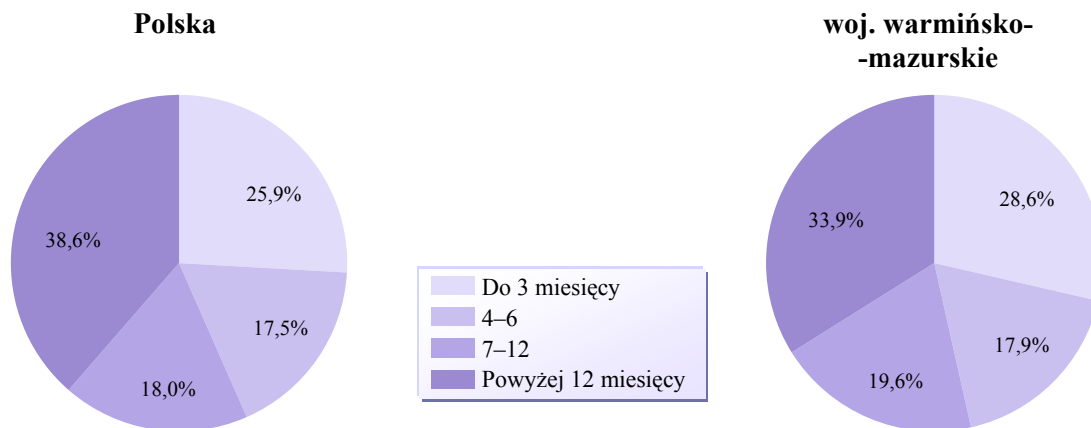 Polska
25,9%
38,6%
17,5%
18,0%
Do 3 miesięcy
4–6
7–12
Powyżej 12 miesięcy
woj. warmińsko-
-mazurskie
28,6%
33,9%
17,9%
19,6%